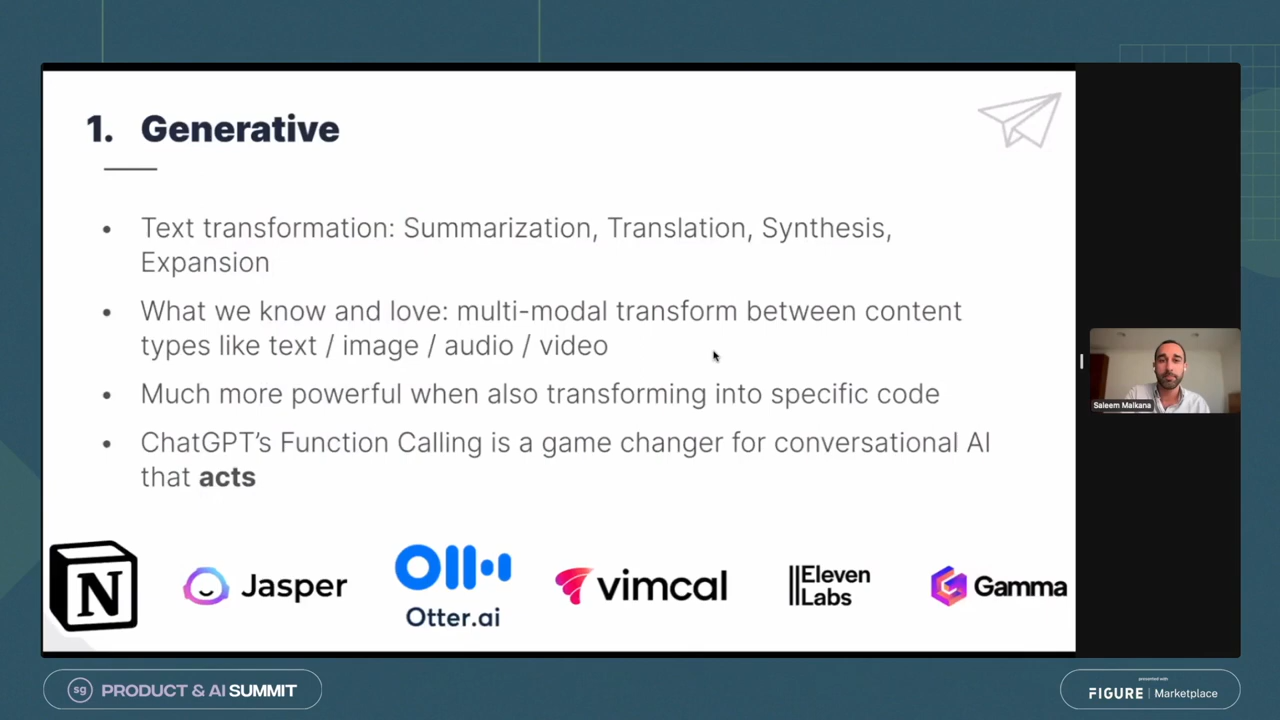 1. Generative
• Text transformation: Summarization, Translation, Synthesis,
Expansion
• What we know and love: multi-modal transform between content
types like text / image / audio / video
• Much more powerful when also transforming into specific code
• ChatGPT's Function Calling is a game changer for conversational AI
that acts
N
Jasper
Otter.ai
vimcal
||Eleven
Labs
Gamma
Saleem Malkana
sg PRODUCT & AI SUMMIT
presented with
FIGURE | Marketplace